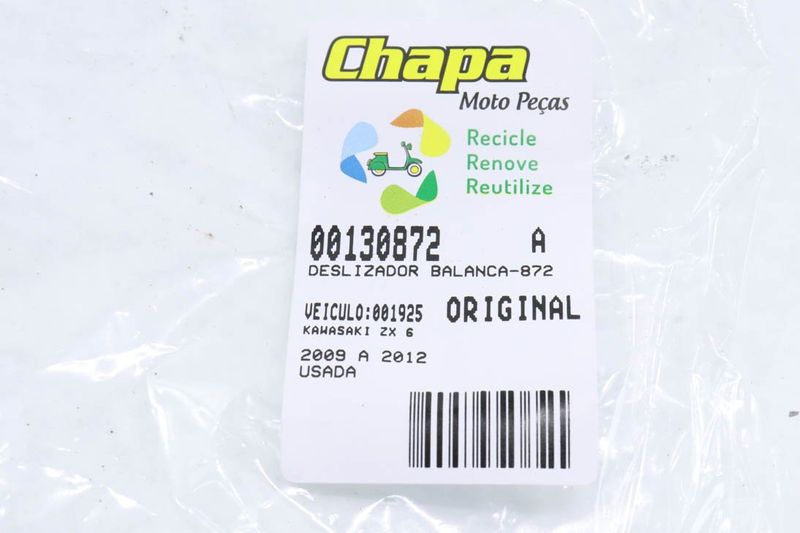 Chapa
Moto Peças
Recicle
Renove
Reutilize
00130872 A
DESLIZADOR BALANCA-872
VEICULO:001925 ORIGINAL
KAWASAKI ZX 6
2009 A 2012
USADA